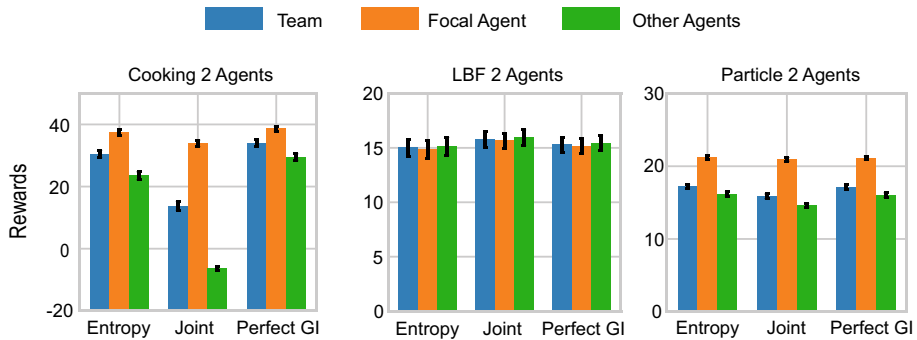 Team Focal Agent Other Agents
Cooking 2 Agents LBF 2 Agents Particle 2 Agents
Rewards
40
20
0
-20
Entropy Joint Perfect GI
20
15
10
5
0
Entropy Joint Perfect GI
30
20
10
0
Entropy Joint Perfect GI